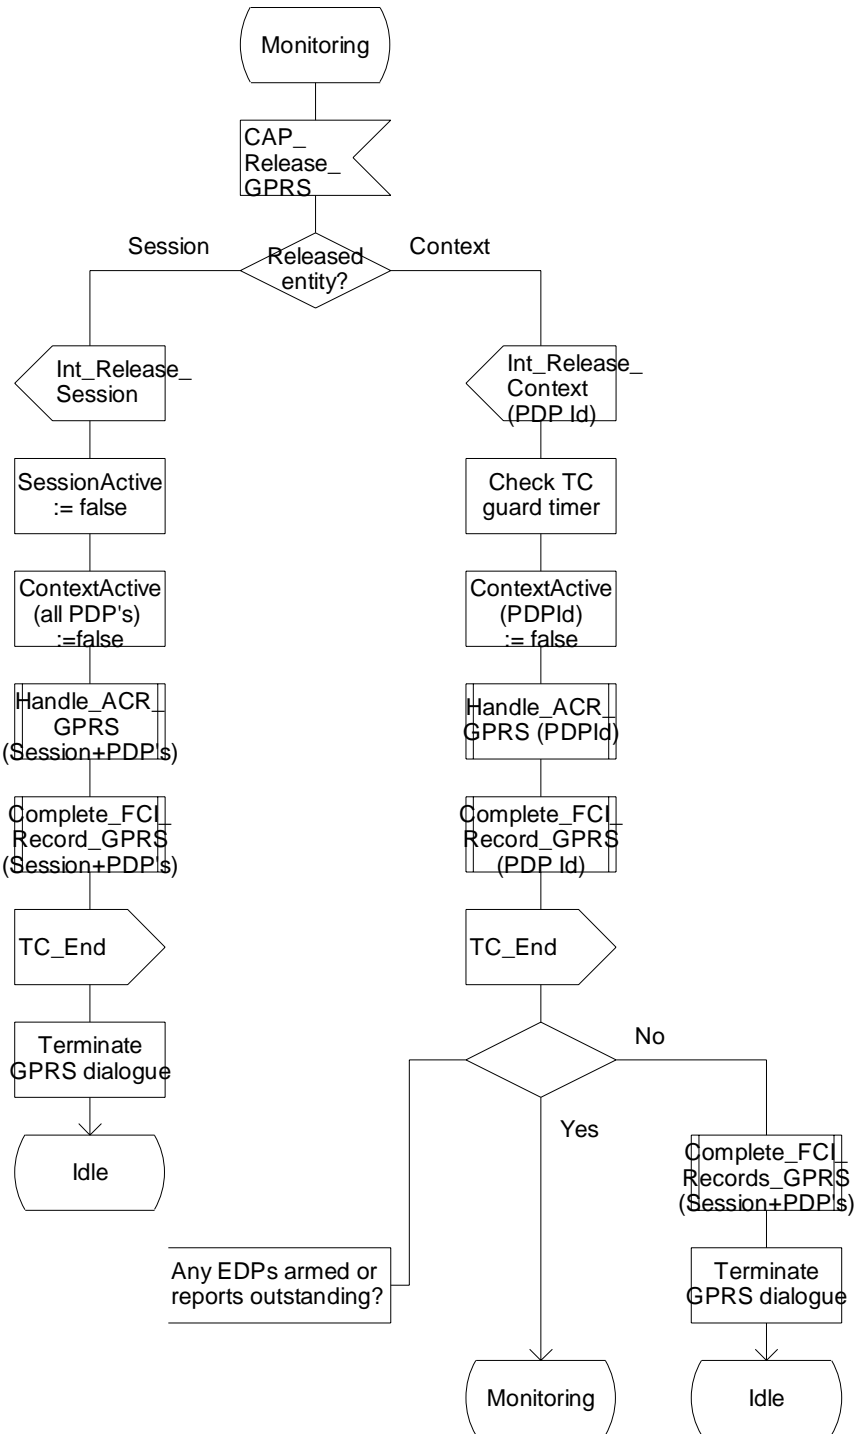 Monitoring
CAP_
Release_
GPRS
Session
Released
entity?
Context
Int_Release_
Session
Int_Release_
Context
(PDP Id)
SessionActive
:= false
Check TC
guard timer
ContextActive
(all PDP's)
:=false
ContextActive
(PDPId)
:= false
Handle_ACR_
GPRS
(Session+PDP's)
Handle_ACR_
GPRS (PDPId)
Complete_FCI_
Record_GPRS
(Session+PDP's)
Complete_FCI_
Record_GPRS
(PDP Id)
TC_End
TC_End
Terminate
GPRS dialogue
No
Yes
Idle
Complete_FCI_
Records_GPRS
(Session+PDP's)
Any EDPs armed or
reports outstanding?
Terminate
GPRS dialogue
Monitoring
Idle